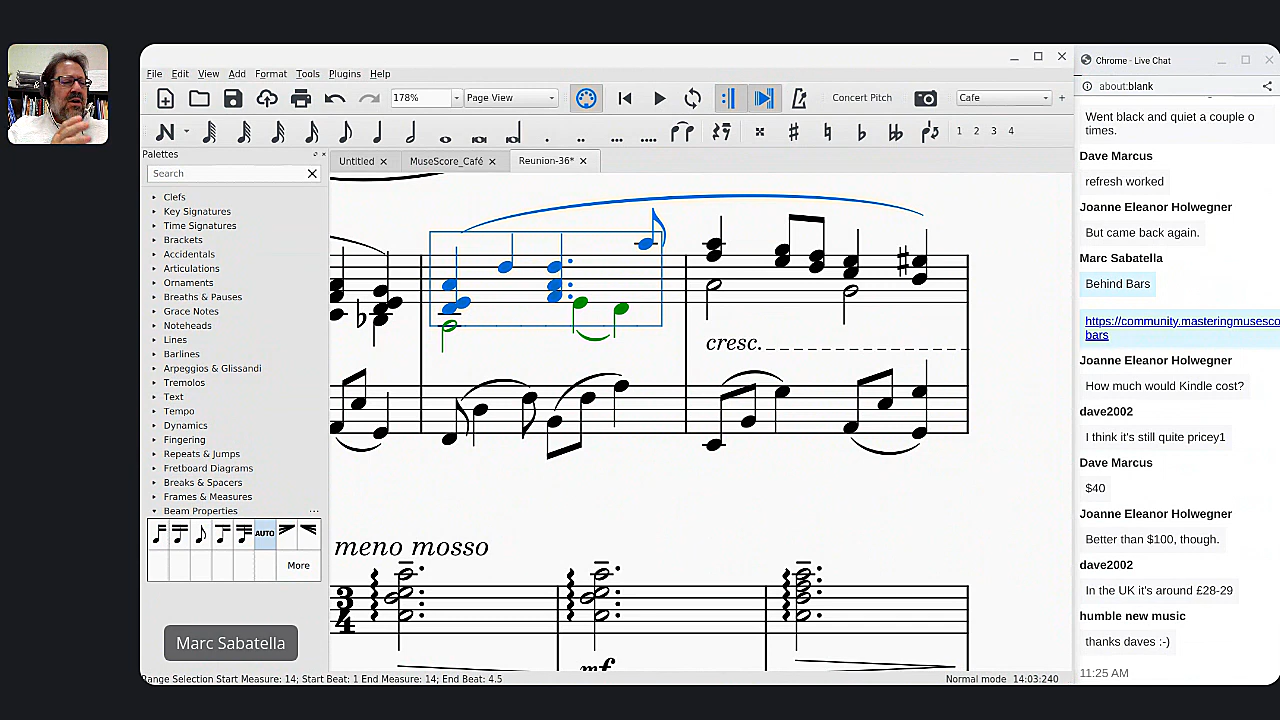 Chrome - Live Chat
File Edit View Add Format Tools Plugins Help
about:blank
178% Page View Concert Pitch Cafe +
1 2 3 4
Palettes
Untitled MuseScore_Café Reunion-36*
Search
Clefs
Key Signatures
Time Signatures
Brackets
Accidentals
Articulations
Ornaments
Breaths & Pauses
Grace Notes
Noteheads
Lines
Barlines
Arpeggios & Glissandi
Tremolos
Text
Tempo
Dynamics
Fingering
Repeats & Jumps
Fretboard Diagrams
Breaks & Spacers
Frames & Measures
Beam Properties
AUTO
More
cresc.
meno mosso
3
4
mf
Marc Sabatella
Range Selection Start Measure: 14; Start Beat: 1 End Measure: 14; End Beat: 4.5
Normal mode 14:03:240
Went black and quiet a couple o
times.
Dave Marcus
refresh worked
Joanne Eleanor Holwegner
But came back again.
Marc Sabatella
Behind Bars
https://community.masteringmusesco
bars
Joanne Eleanor Holwegner
How much would Kindle cost?
dave2002
I think it's still quite pricey1
Dave Marcus
$40
Joanne Eleanor Holwegner
Better than $100, though.
dave2002
In the UK it's around £28-29
humble new music
thanks daves :-)
11:25 AM